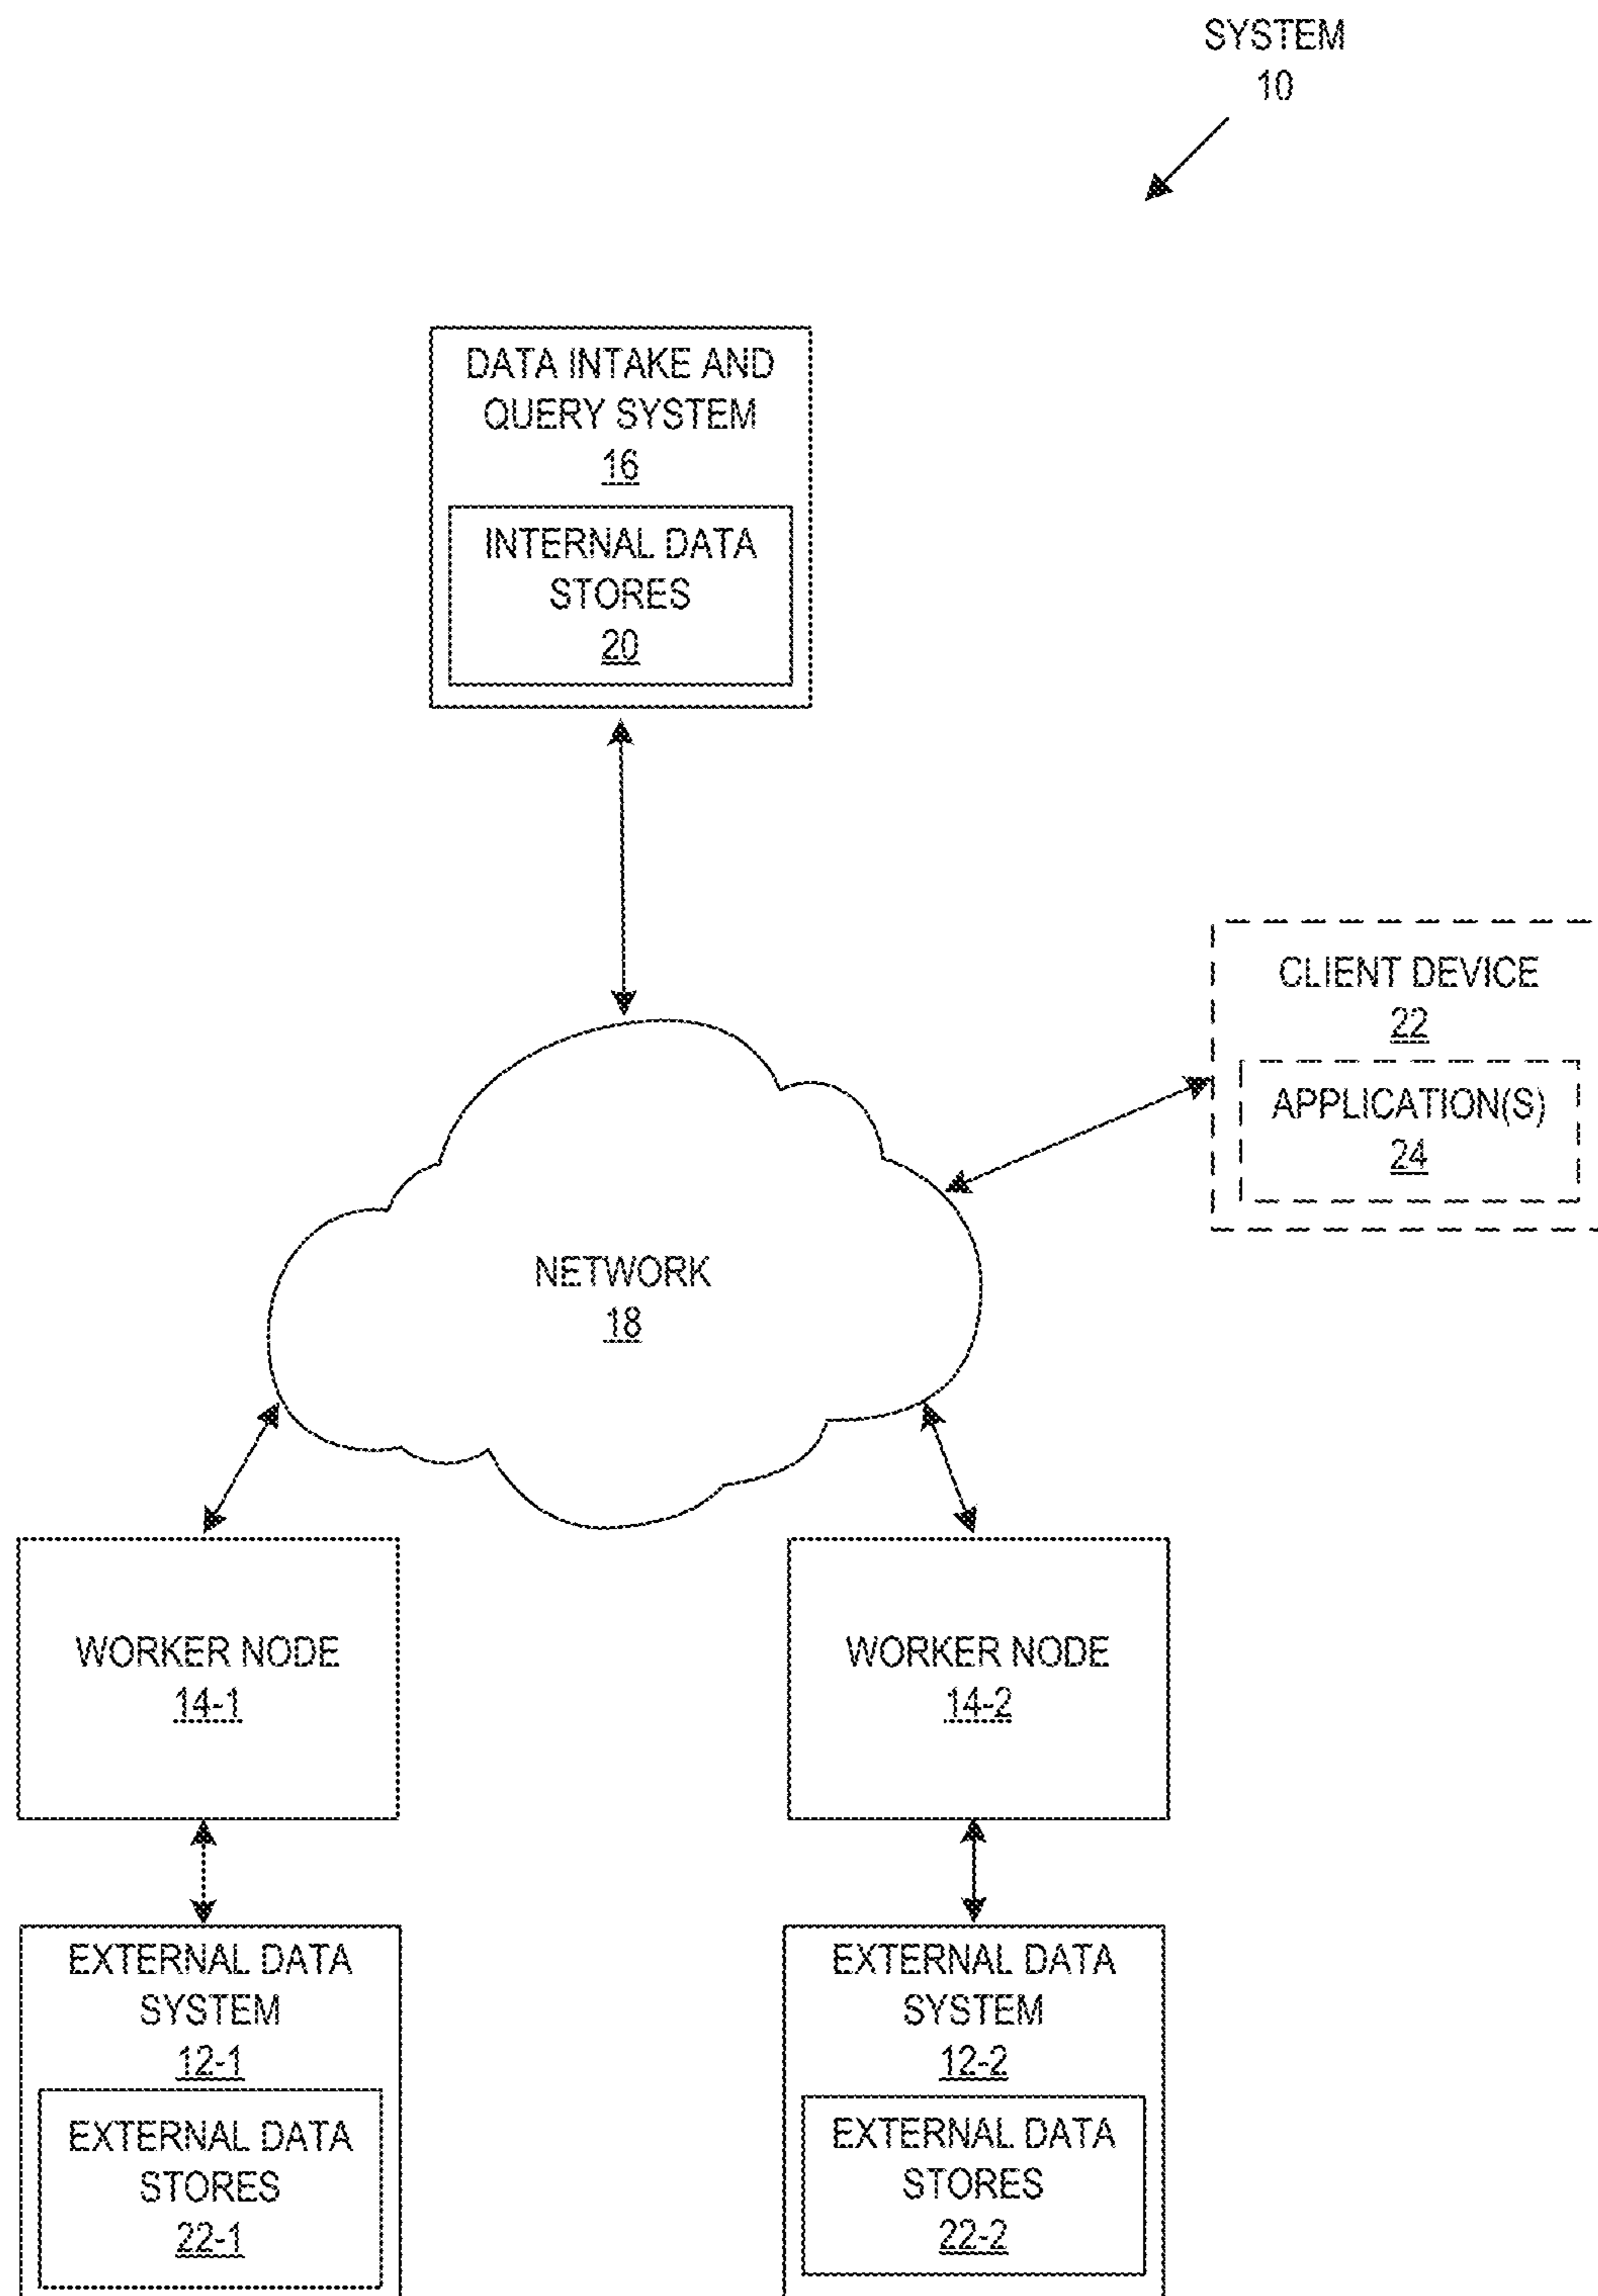 SYSTEM
10
DATA INTAKE AND
QUERY SYSTEM
16
INTERNAL DATA
STORES
20
CLIENT DEVICE
22
APPLICATION(S)
24
NETWORK
18
WORKER NODE
14-1
WORKER NODE
14-2
EXTERNAL DATA
SYSTEM
12-1
EXTERNAL DATA
STORES
22-1
EXTERNAL DATA
SYSTEM
12-2
EXTERNAL DATA
STORES
22-2